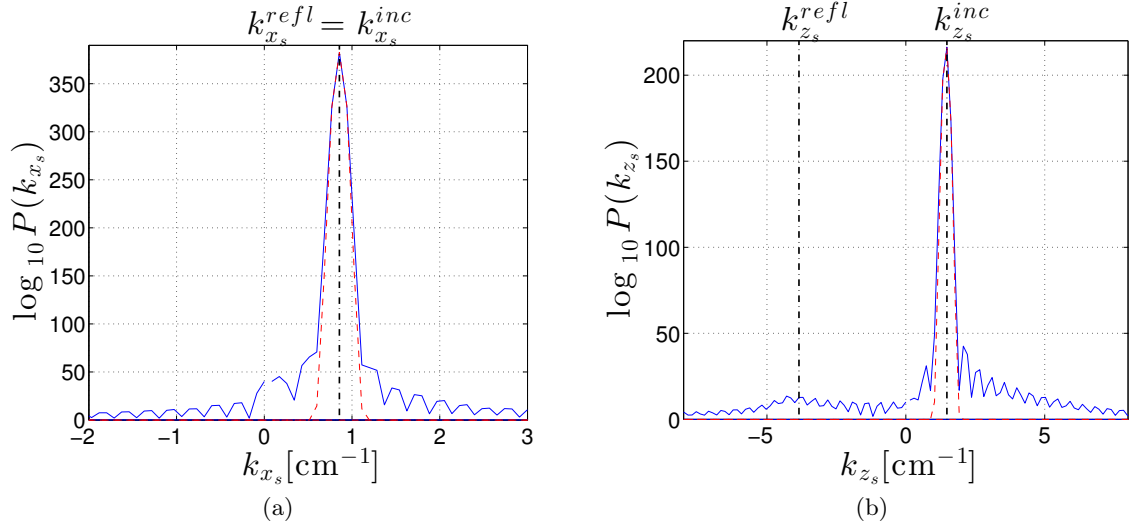 k_{x_s}^{refl} = k_{x_s}^{inc}
350
300
250
200
150
100
50
0
log 10 P(k_{x_s})
−2 −1 0 1 2 3
k_{x_s}[cm^{−1}]
(a)
k_{z_s}^{refl} k_{z_s}^{inc}
200
150
100
50
0
log 10 P(k_{z_s})
−5 0 5
k_{z_s}[cm^{−1}]
(b)